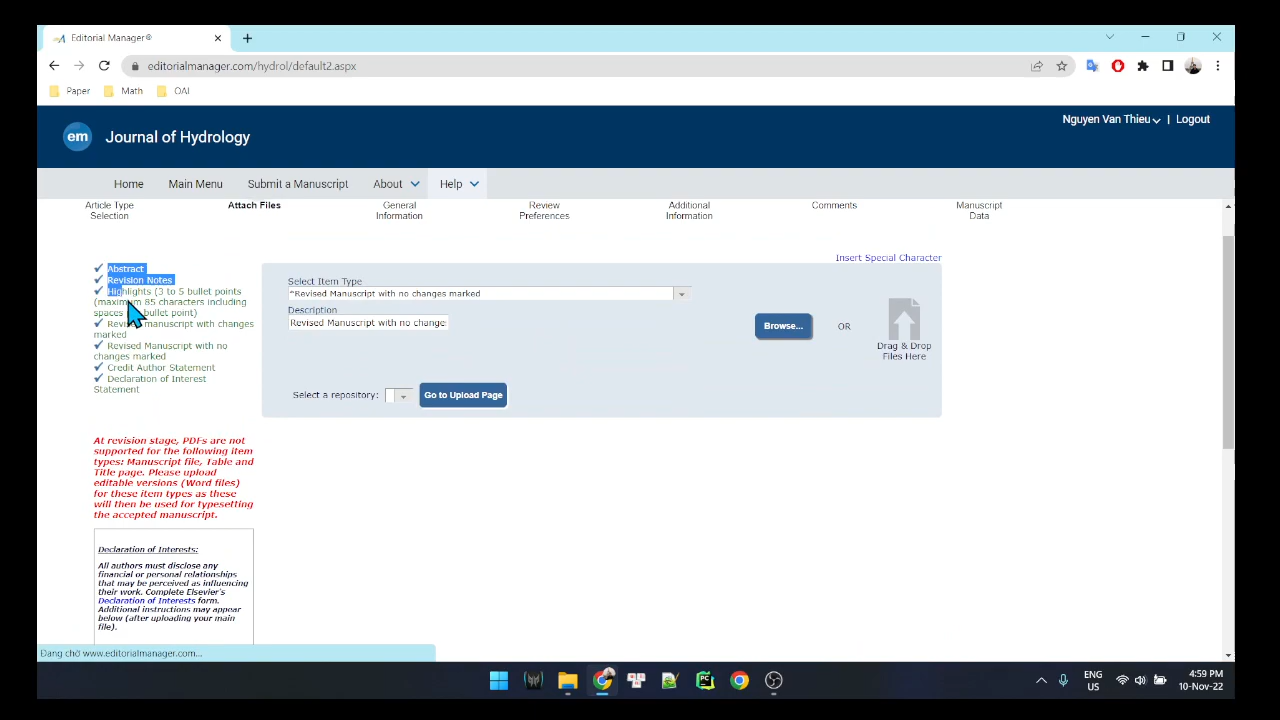 Editorial Manager®
editorialmanager.com/hydrol/default2.aspx
Paper
Math
OAI
Nguyen Van Thieu | Logout
em
Journal of Hydrology
Home
Main Menu
Submit a Manuscript
About
Help
Article Type
Selection
Attach Files
General
Information
Review
Preferences
Additional
Information
Comments
Manuscript
Data
Insert Special Character
Abstract
Revision Notes
Highlights (3 to 5 bullet points
(maximum 85 characters including
spaces bullet point)
Revised manuscript with changes
marked
Revised Manuscript with no
changes marked
Credit Author Statement
Declaration of Interest
Statement
Select Item Type
*Revised Manuscript with no changes marked
Description
Revised Manuscript with no change:
Browse...
OR
Drag & Drop
Files Here
Select a repository:
Go to Upload Page
At revision stage, PDFs are not
supported for the following item
types: Manuscript file, Table and
Title page. Please upload
editable versions (Word files)
for these item types as these
will then be used for typesetting
the accepted manuscript.
Declaration of Interests:
All authors must disclose any
financial or personal relationships
that may be perceived as influencing
their work. Complete Elsevier's
Declaration of Interests form.
Additional instructions may appear
below (after uploading your main
file).
Đang chờ www.editorialmanager.com...
ENG
US
4:59 PM
10-Nov-22